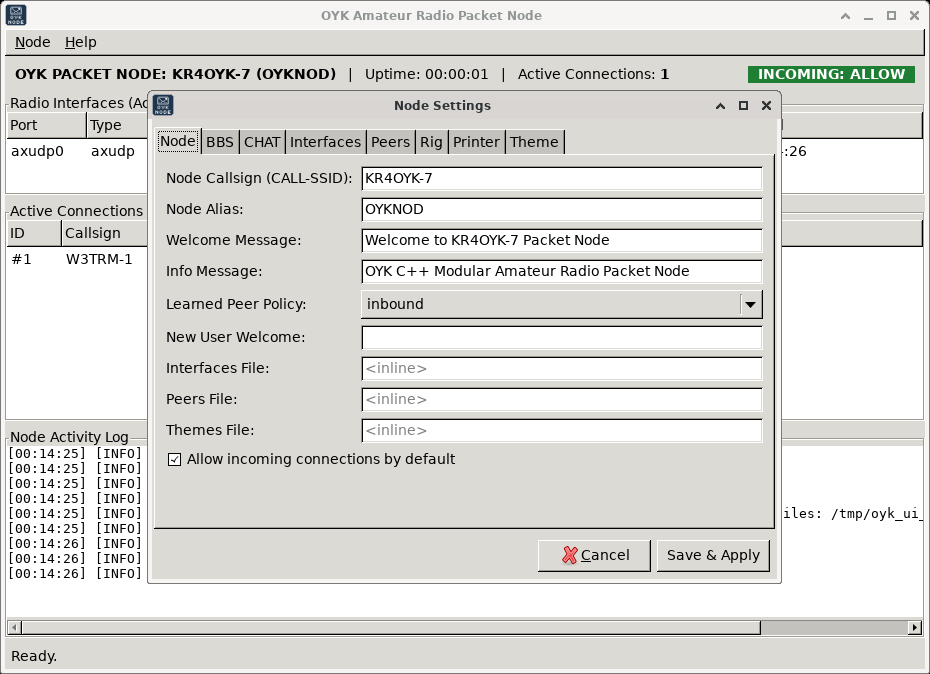 OYK Amateur Radio Packet Node
Node Help
OYK PACKET NODE: KR4OYK-7 (OYKNOD) | Uptime: 00:00:01 | Active Connections: 1 INCOMING: ALLOW
Radio Interfaces (Ac
Port Type
axudp0 axudp :26
Active Connections
ID Callsign
#1 W3TRM-1
Node Activity Log
[00:14:25] [INFO]
[00:14:25] [INFO]
[00:14:25] [INFO]
[00:14:25] [INFO]
[00:14:25] [INFO] iles: /tmp/oyk_ui_
[00:14:25] [INFO]
[00:14:26] [INFO]
[00:14:26] [INFO]
[00:14:26] [INFO]
Ready.
OYK
NODE
Node Settings
Node BBS CHAT Interfaces Peers Rig Printer Theme
Node Callsign (CALL-SSID): KR4OYK-7
Node Alias: OYKNOD
Welcome Message: Welcome to KR4OYK-7 Packet Node
Info Message: OYK C++ Modular Amateur Radio Packet Node
Learned Peer Policy: inbound
New User Welcome:
Interfaces File: <inline>
Peers File: <inline>
Themes File: <inline>
Allow incoming connections by default
Cancel Save & Apply